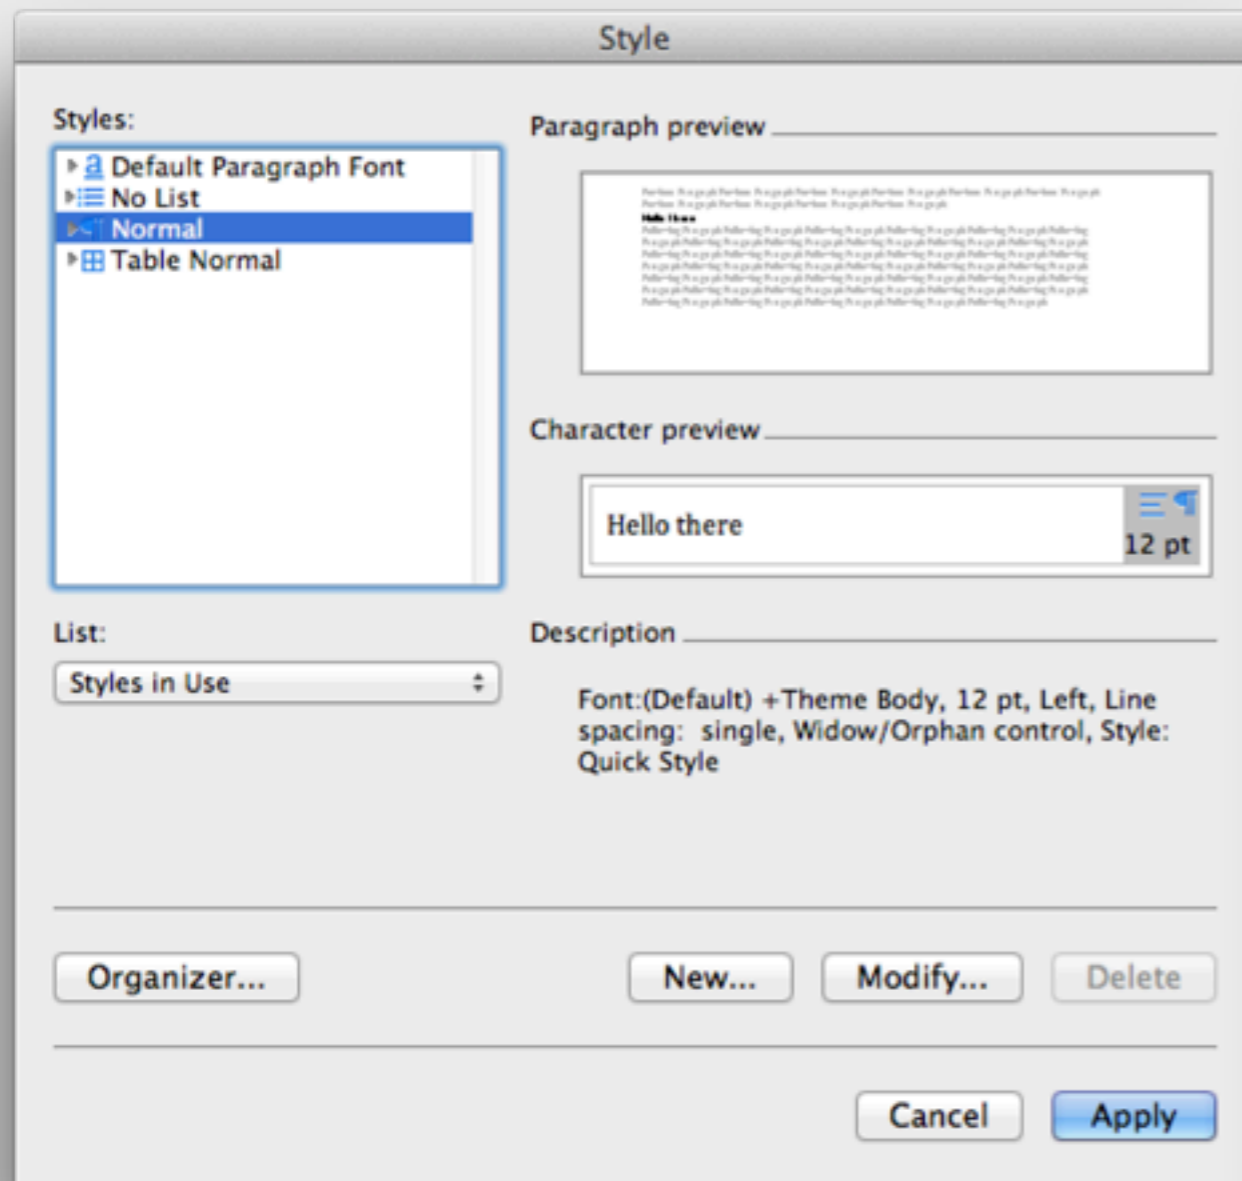 Style
Styles:
Default Paragraph Font
No List
Normal
Table Normal
List:
Styles in Use
Paragraph preview
Hello there
Character preview
Hello there
12 pt
Description
Font:(Default) +Theme Body, 12 pt, Left, Line
spacing:  single, Widow/Orphan control, Style:
Quick Style
Organizer...
New...
Modify...
Delete
Cancel
Apply